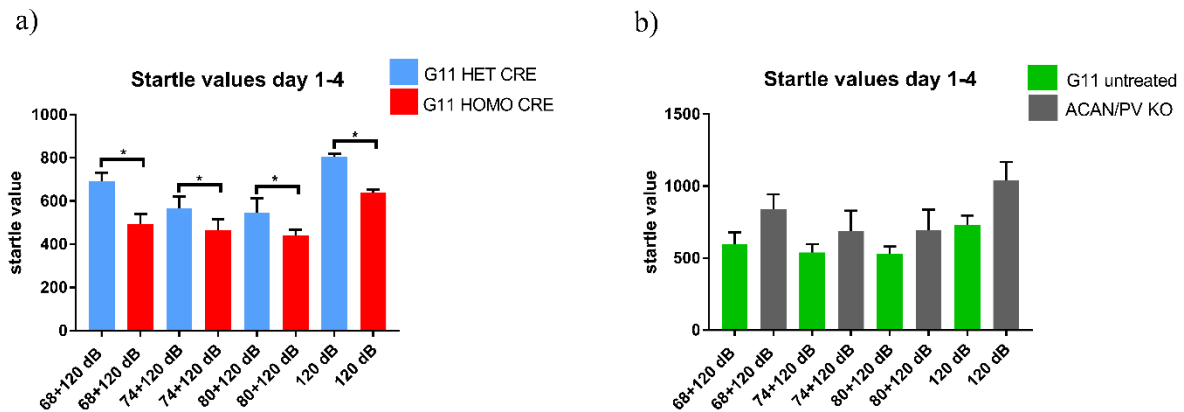 a)
Startle values day 1-4
G11 HET CRE
G11 HOMO CRE
startle value
1000
800
600
400
200
0
*
*
*
*
68+120 dB
68+120 dB
74+120 dB
74+120 dB
80+120 dB
80+120 dB
120 dB
120 dB
b)
Startle values day 1-4
G11 untreated
ACAN/PV KO
startle value
1500
1000
500
0
68+120 dB
68+120 dB
74+120 dB
74+120 dB
80+120 dB
80+120 dB
120 dB
120 dB